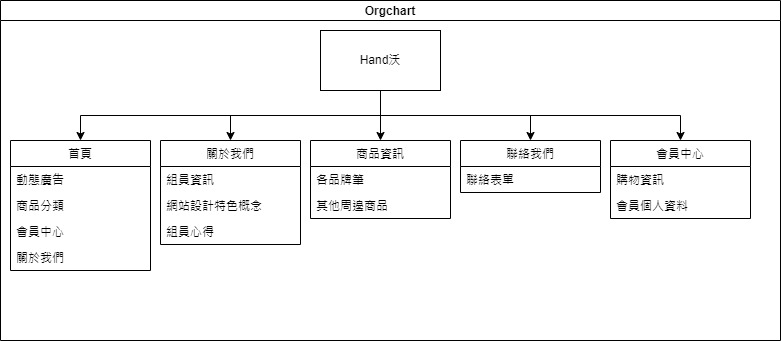 Orgchart
Hand沃
首頁
動態廣告
商品分類
會員中心
關於我們
關於我們
組員資訊
網站設計特色概念
組員心得
商品資訊
各品牌筆
其他周邊商品
聯絡我們
聯絡表單
會員中心
購物資訊
會員個人資料